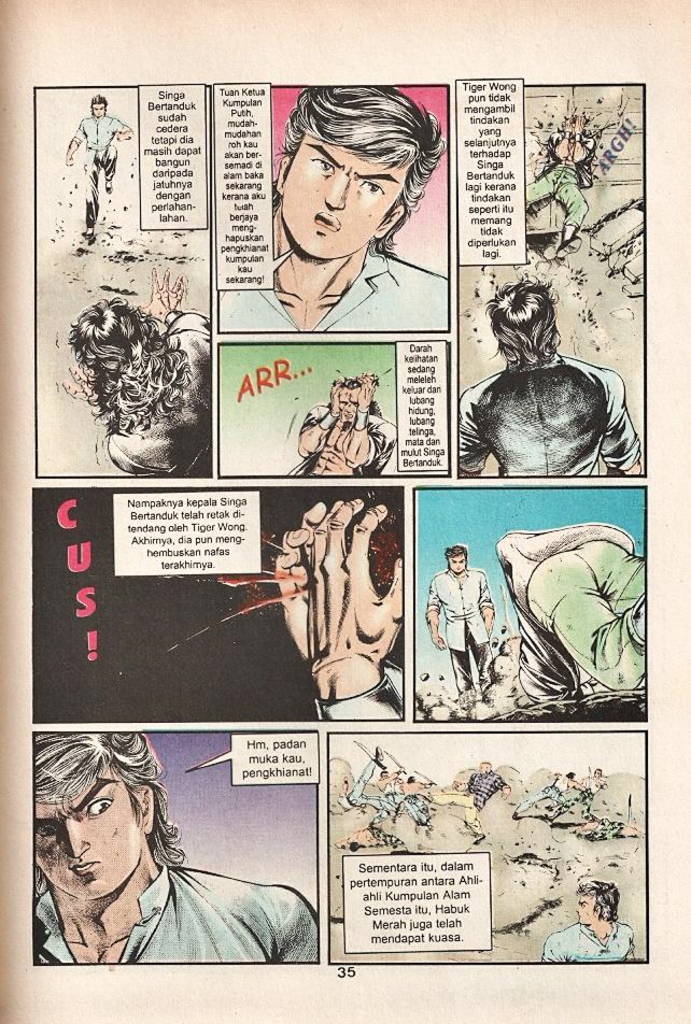 Singa
Bertanduk
sudah
cedera
tetapi dia
masih dapat
bangun
daripada
jatuhnya
dengan
perlahan-
lahan.
Tuan Ketua
Kumpulan
Putih,
mudah-
mudahan
roh kau
akan ber-
semadi di
alam baka
sekarang
kerana aku
tulah
berjaya
meng-
hapuskan
pengkhianat
kumpulan
kau
sekarang!
Tiger Wong
pun tidak
mengambil
tindakan
yang
selanjutnya
terhadap
Singa
Bertanduk
lagi kerana
tindakan
seperti itu
memang
tidak
diperlukan
lagi.
ARGH!
ARR...
Darah
kelihatan
sedang
meleleh
keluar dari
lubang
hidung,
lubang
telinga,
mata dan
mulut Singa
Bertanduk.
CUS!
Nampaknya kepala Singa
Bertanduk telah retak di-
tendang oleh Tiger Wong.
Akhirnya, dia pun meng-
hembuskan nafas
terakhirnya.
Hm, padan
muka kau,
pengkhianat!
Sementara itu, dalam
pertempuran antara Ahli-
ahli Kumpulan Alam
Semesta itu, Habuk
Merah juga telah
mendapat kuasa.
35